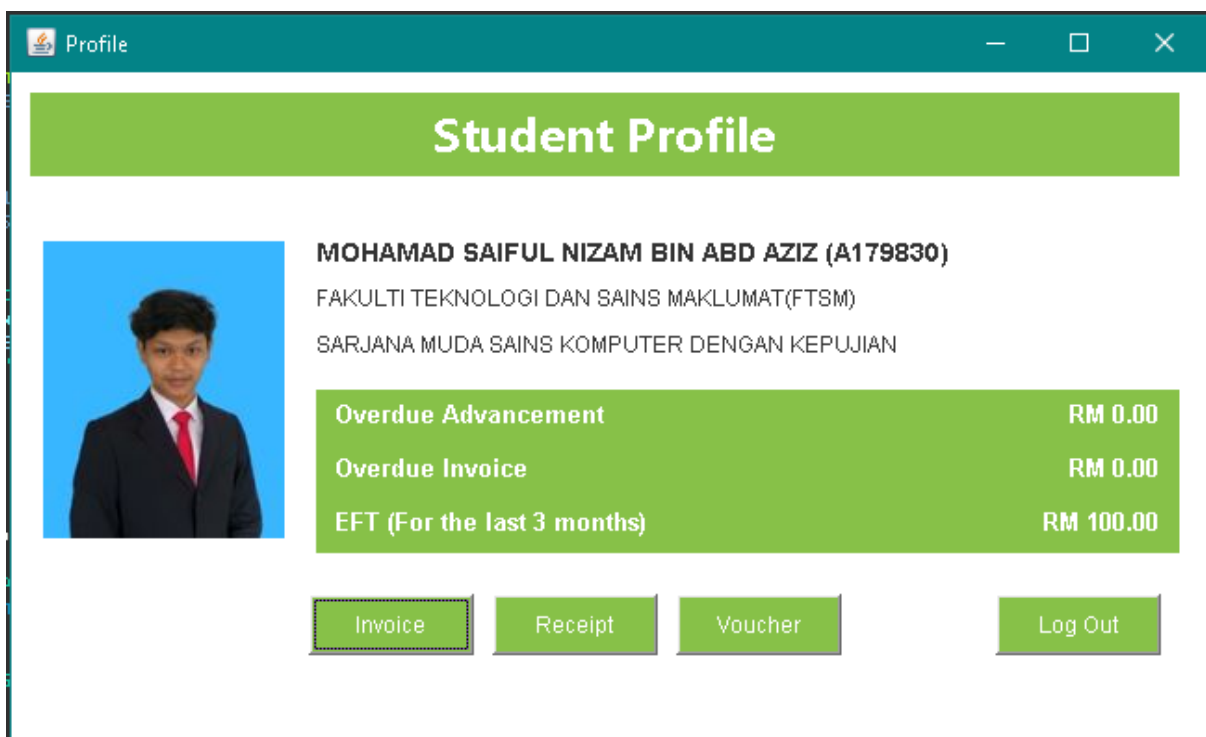 Profile
Student Profile
MOHAMAD SAIFUL NIZAM BIN ABD AZIZ (A179830)
FAKULTI TEKNOLOGI DAN SAINS MAKLUMAT(FTSM)
SARJANA MUDA SAINS KOMPUTER DENGAN KEPUJIAN
Overdue Advancement RM 0.00
Overdue Invoice RM 0.00
EFT (For the last 3 months) RM 100.00
Invoice Receipt Voucher Log Out